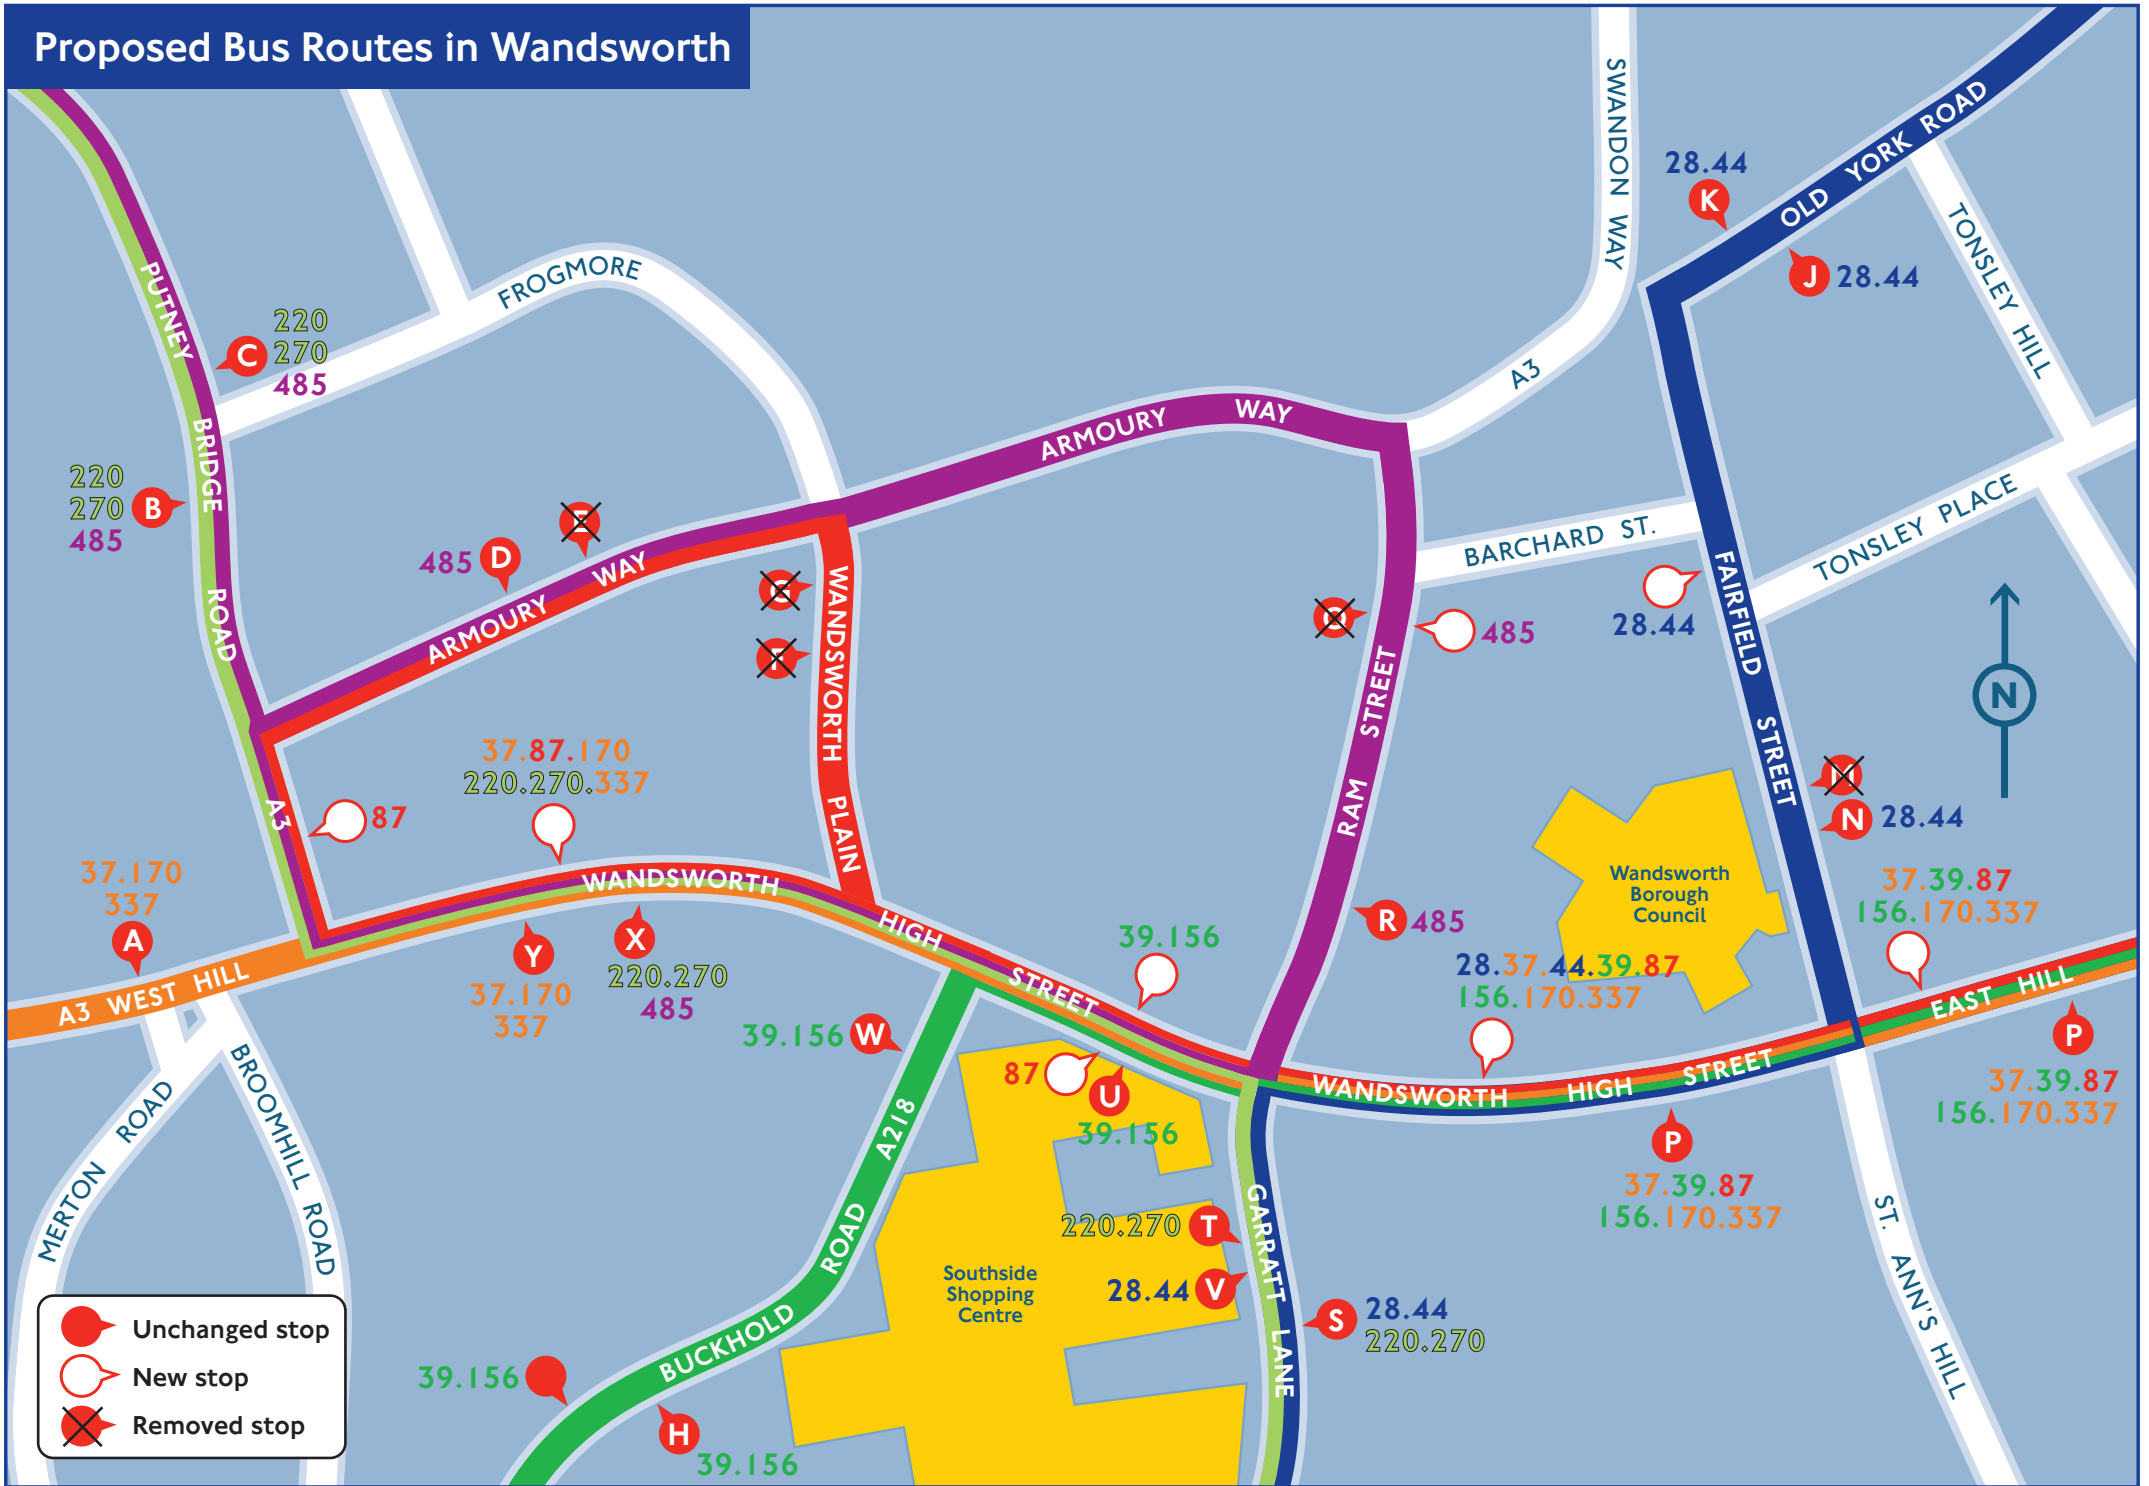 Proposed Bus Routes in Wandsworth
SWANDON WAY
OLD YORK ROAD
28.44
K
J 28.44
TONSLEY HILL
FROGMORE
PUTNEY BRIDGE ROAD
220
C 270
485
A3
ARMOURY WAY
220
270 B
485
E
485 D
ARMOURY WAY
G
F
WANDSWORTH PLAIN
BARCHARD ST.
TONSLEY PLACE
28.44
485
RAM STREET
FAIRFIELD STREET
N
37.87.170
220.270.337
A3
87
M
N 28.44
37.170
337
A
WANDSWORTH HIGH STREET
Wandsworth
Borough
Council
37.39.87
156.170.337
R 485
39.156
Y
37.170
337
X
220.270
485
28.37.44.39.87
156.170.337
A3 WEST HILL
EAST HILL
39.156 W
87
U
39.156
P
37.39.87
156.170.337
WANDSWORTH HIGH STREET
P
37.39.87
156.170.337
MERTON ROAD
BROOMHILL ROAD
BUCKHOLD ROAD A218
GARRATT LANE
ST. ANN'S HILL
220.270 T
28.44 V
S 28.44
220.270
Southside
Shopping
Centre
39.156
H
39.156
Unchanged stop
New stop
Removed stop